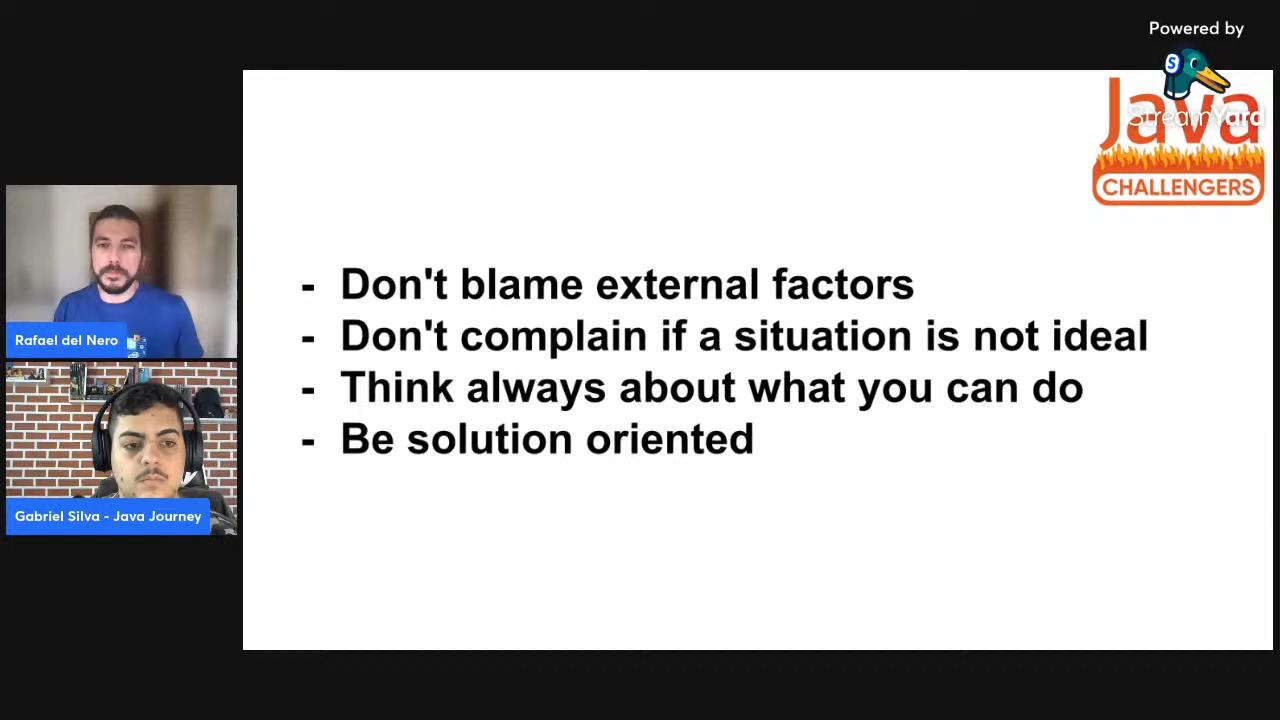 Powered by
StreamYard
Java
CHALLENGERS
- Don't blame external factors
- Don't complain if a situation is not ideal
- Think always about what you can do
- Be solution oriented
Rafael del Nero
Gabriel Silva - Java Journey